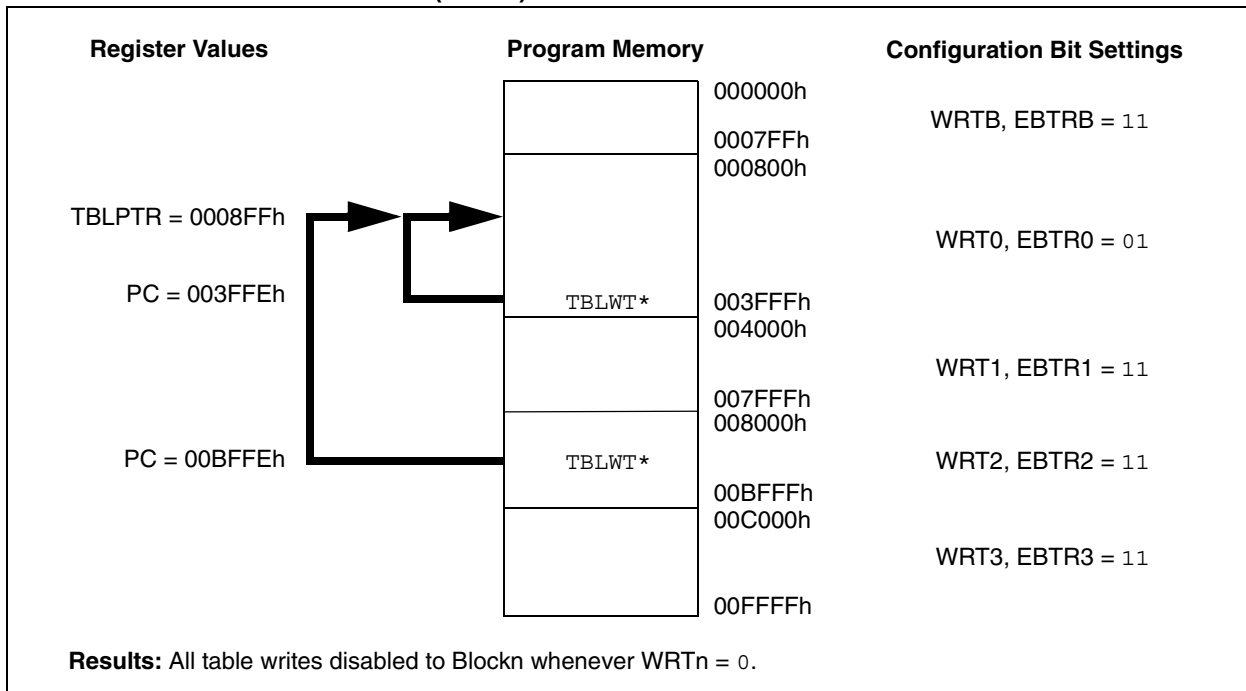 Register Values Program Memory Configuration Bit Settings
000000h
WRTB, EBTRB = 11
0007FFh
000800h
TBLPTR = 0008FFh
WRT0, EBTR0 = 01
PC = 003FFEh TBLWT* 003FFFh
004000h
WRT1, EBTR1 = 11
007FFFh
008000h
PC = 00BFFEh TBLWT* WRT2, EBTR2 = 11
00BFFFh
00C000h
WRT3, EBTR3 = 11
00FFFFh
Results: All table writes disabled to Blockn whenever WRTn = 0.